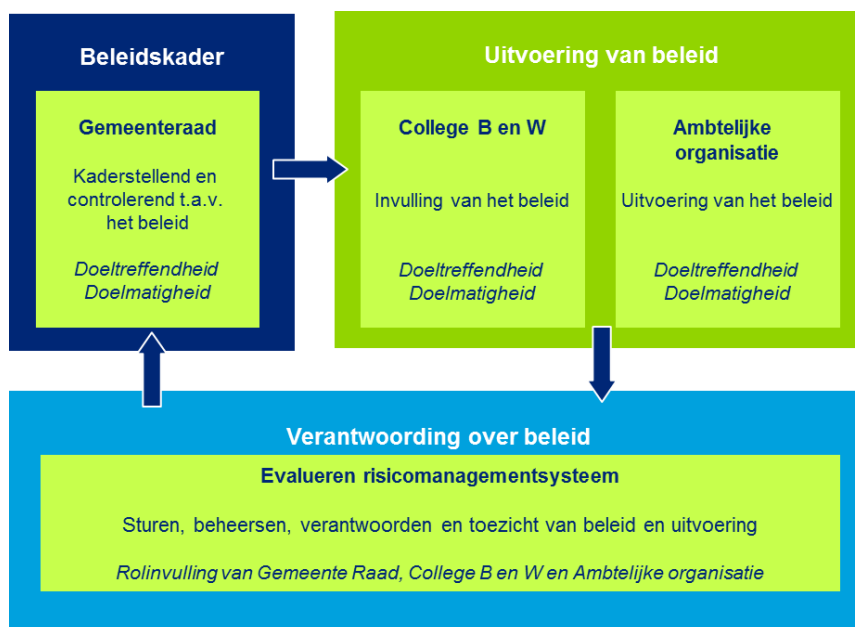 Beleidskader
Gemeenteraad
Kaderstellend en
controlerend t.a.v.
het beleid
Doeltreffendheid
Doelmatigheid
Uitvoering van beleid
College B en W
Invulling van het beleid
Doeltreffendheid
Doelmatigheid
Ambtelijke
organisatie
Uitvoering van het beleid
Doeltreffendheid
Doelmatigheid
Verantwoording over beleid
Evalueren risicomanagementsysteem
Sturen, beheersen, verantwoorden en toezicht van beleid en uitvoering
Rolinvulling van Gemeente Raad, College B en W en Ambtelijke organisatie